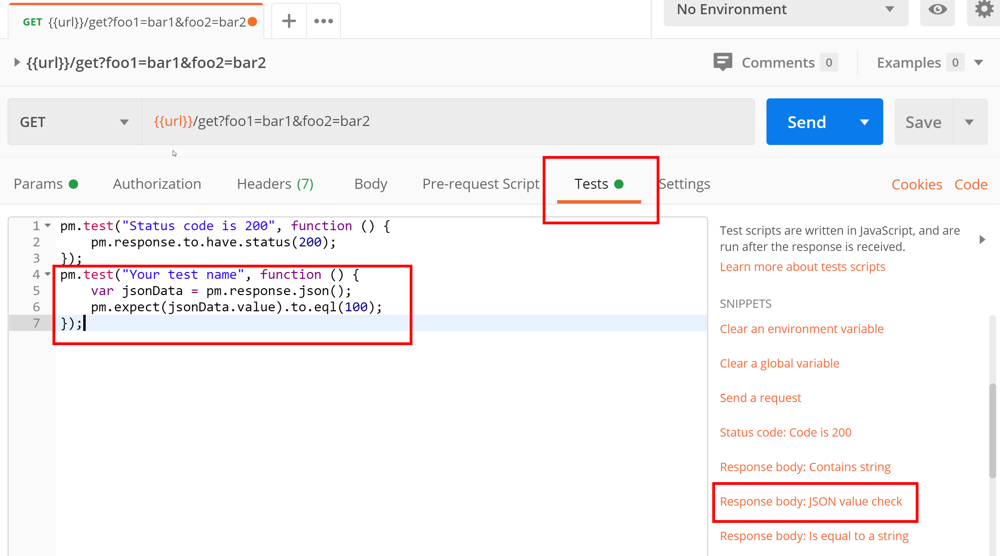 GET {{url}}/get?foo1=bar1&foo2=bar2
No Environment
{{url}}/get?foo1=bar1&foo2=bar2
Comments 0
Examples 0
GET
{{url}}/get?foo1=bar1&foo2=bar2
Send
Save
Params
Authorization
Headers (7)
Body
Pre-request Script
Tests
Settings
Cookies
Code
1 pm.test("Status code is 200", function () {
2     pm.response.to.have.status(200);
3 });
4 pm.test("Your test name", function () {
5     var jsonData = pm.response.json();
6     pm.expect(jsonData.value).to.eql(100);
7 });
Test scripts are written in JavaScript, and are
run after the response is received.
Learn more about tests scripts
SNIPPETS
Clear an environment variable
Clear a global variable
Send a request
Status code: Code is 200
Response body: Contains string
Response body: JSON value check
Response body: Is equal to a string